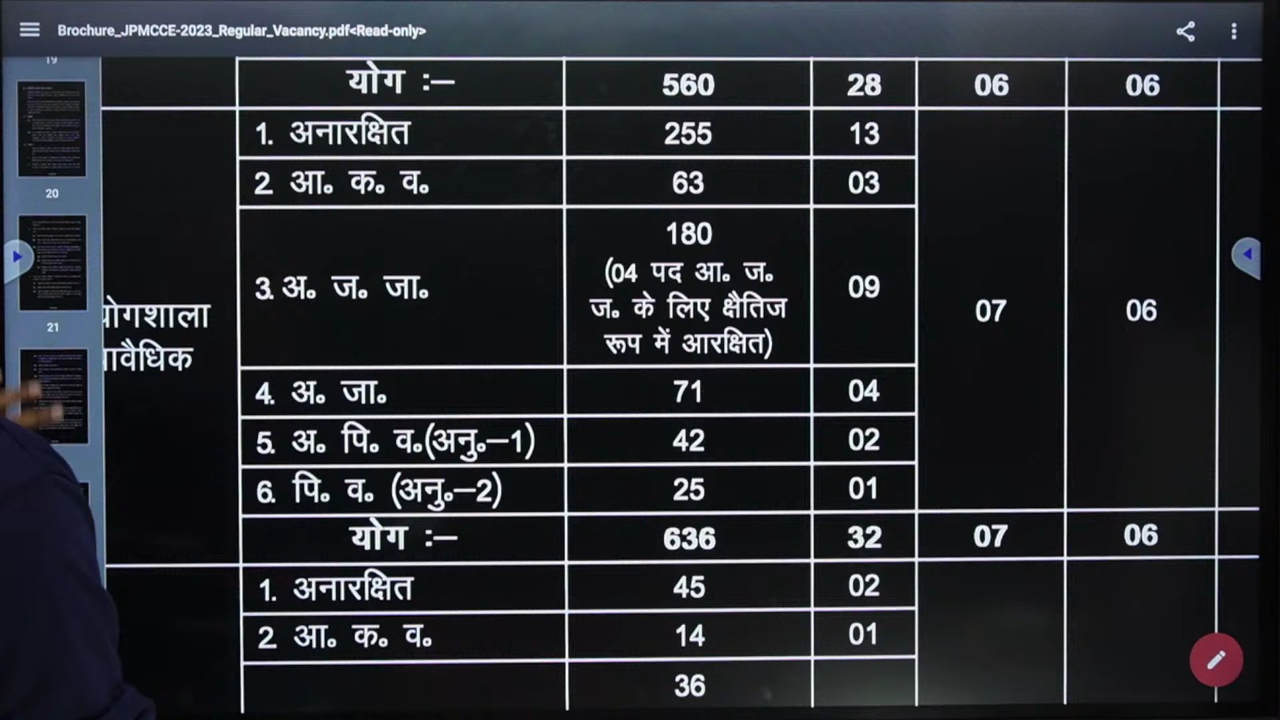 Brochure_JPMCCE-2023_Regular_Vacancy.pdf<Read-only>
19
योग :– 560 28 06 06
1. अनारक्षित 255 13
20
2 आ॰ क॰ व॰ 63 03
180
(04 पद आ॰ ज॰
3. अ॰ ज॰ जा॰ 09
ज॰ के लिए क्षैतिज
07 06
योगशाला
21
रूप में आरक्षित)
ावैधिक
4. अ॰ जा॰ 71 04
5. अ॰ पि॰ व॰(अनु॰–1) 42 02
6. पि॰ व॰ (अनु॰–2) 25 01
योग :– 636 32 07 06
1. अनारक्षित 45 02
2 आ॰ क॰ व॰ 14 01
36